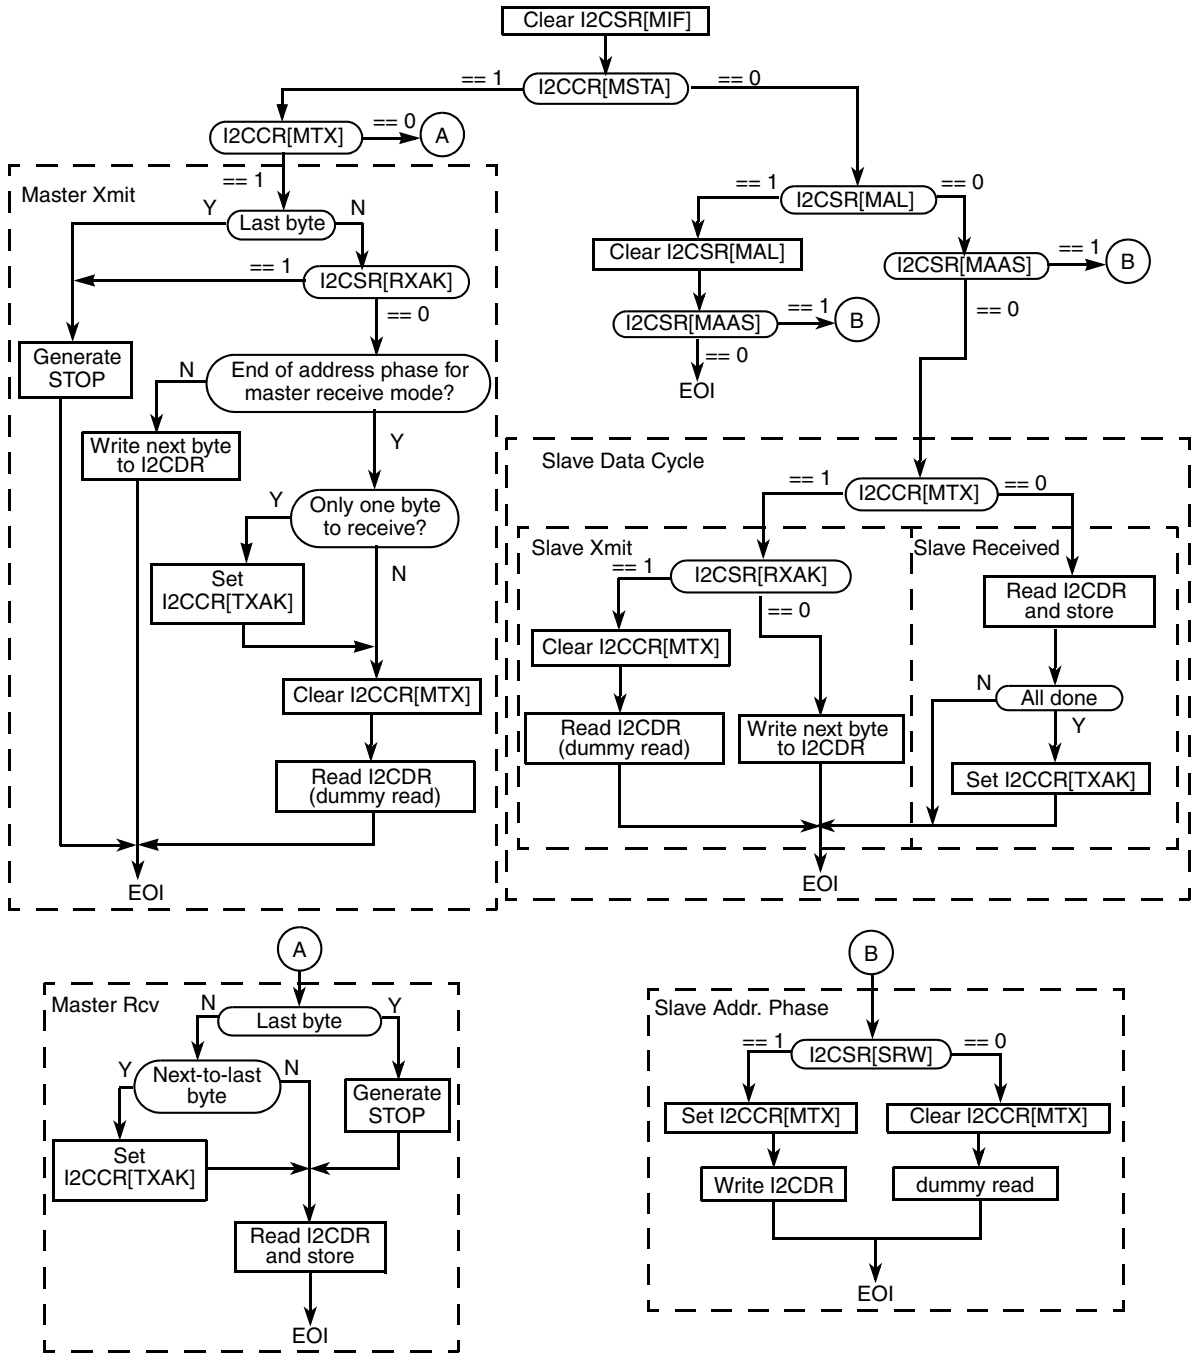 Clear I2CSR[MIF]
== 1
I2CCR[MSTA]
== 0
I2CCR[MTX]
== 0
A
== 1
Master Xmit
Y
Last byte
N
== 1
I2CSR[RXAK]
== 0
Generate
STOP
N
End of address phase for
master receive mode?
Write next byte
to I2CDR
Y
Y
Only one byte
to receive?
N
Set
I2CCR[TXAK]
Clear I2CCR[MTX]
Read I2CDR
(dummy read)
EOI
== 1
I2CSR[MAL]
== 0
Clear I2CSR[MAL]
I2CSR[MAAS]
== 1
B
I2CSR[MAAS]
== 1
B
== 0
== 0
EOI
Slave Data Cycle
== 1
I2CCR[MTX]
== 0
Slave Xmit
== 1
I2CSR[RXAK]
== 0
Clear I2CCR[MTX]
Read I2CDR
(dummy read)
Write next byte
to I2CDR
Slave Received
Read I2CDR
and store
N
All done
Y
Set I2CCR[TXAK]
EOI
A
Master Rcv
N
Last byte
Y
Y
Next-to-last
byte
N
Generate
STOP
Set
I2CCR[TXAK]
Read I2CDR
and store
EOI
B
Slave Addr. Phase
== 1
I2CSR[SRW]
== 0
Set I2CCR[MTX]
Clear I2CCR[MTX]
Write I2CDR
dummy read
EOI